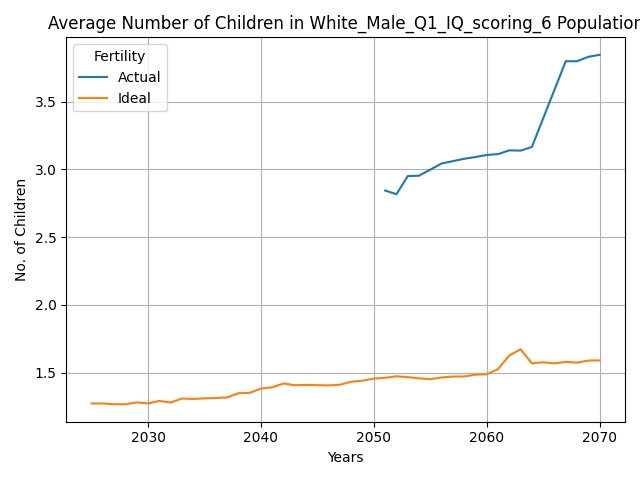 Average Number of Children in White_Male_Q1_IQ_scoring_6 Population
Fertility
Actual
Ideal
3.5
3.0
2.5
2.0
1.5
No. of Children
2030
2040
2050
2060
2070
Years